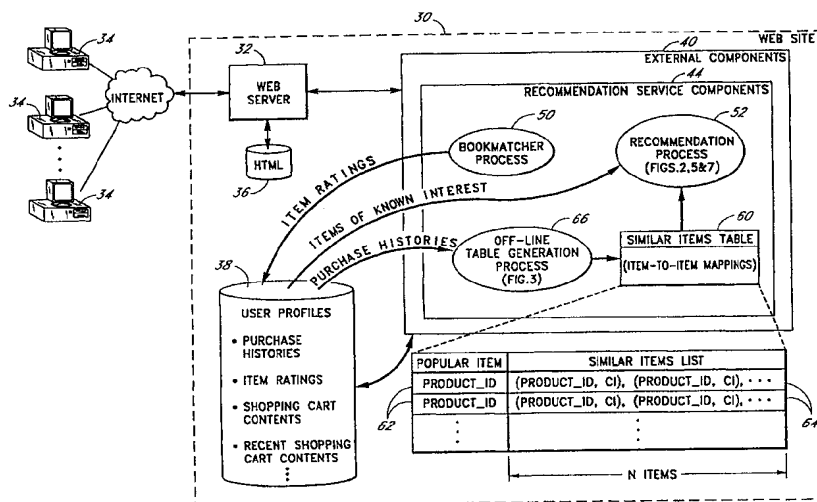 30
WEB SITE
34
34
34
INTERNET
32
WEB
SERVER
HTML
36
40
EXTERNAL COMPONENTS
44
RECOMMENDATION SERVICE COMPONENTS
50
BOOKMATCHER
PROCESS
52
RECOMMENDATION
PROCESS
(FIGS.2,5&7)
ITEM RATINGS
ITEMS OF KNOWN INTEREST
PURCHASE HISTORIES
66
OFF-LINE
TABLE GENERATION
PROCESS
(FIG.3)
60
SIMILAR ITEMS TABLE
(ITEM-TO-ITEM MAPPINGS)
38
USER PROFILES
• PURCHASE
HISTORIES
• ITEM RATINGS
• SHOPPING CART
CONTENTS
• RECENT SHOPPING
CART CONTENTS
POPULAR ITEM SIMILAR ITEMS LIST
PRODUCT_ID (PRODUCT_ID, CI), (PRODUCT_ID, CI), •••
PRODUCT_ID (PRODUCT_ID, CI), (PRODUCT_ID, CI), •••
62
64
N ITEMS